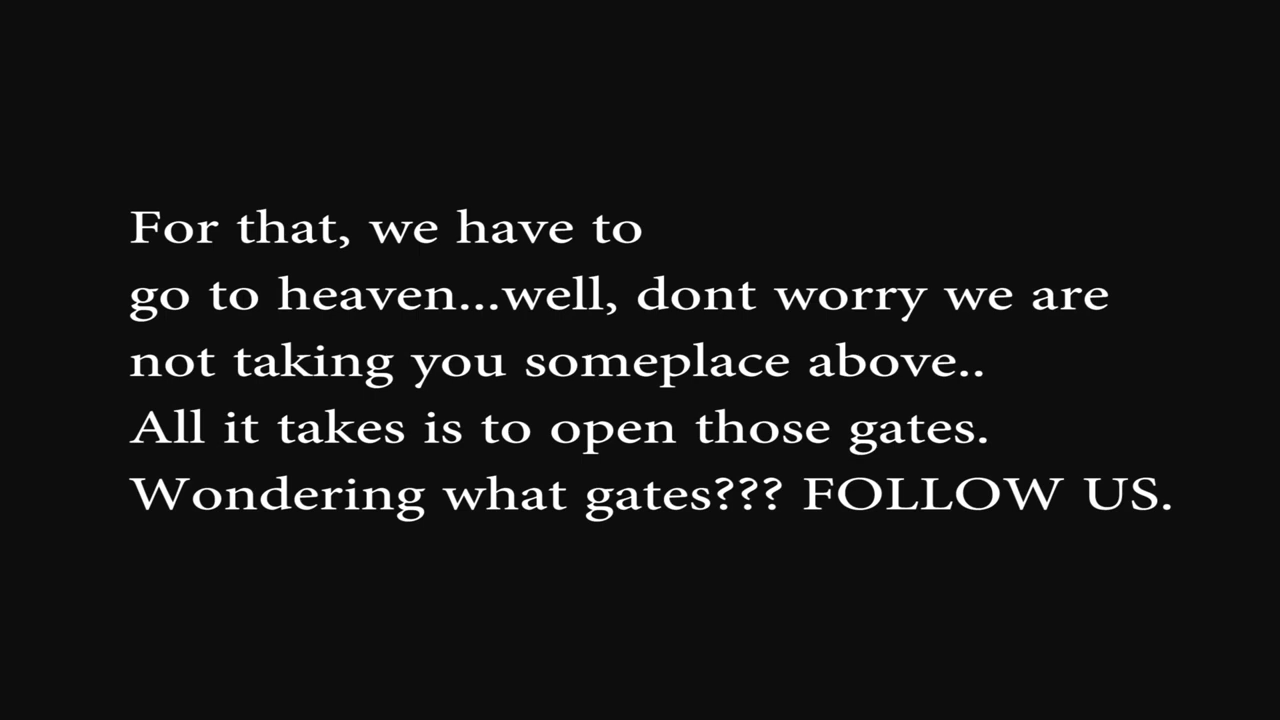 For that, we have to
go to heaven...well, dont worry we are
not taking you someplace above..
All it takes is to open those gates.
Wondering what gates??? FOLLOW US.